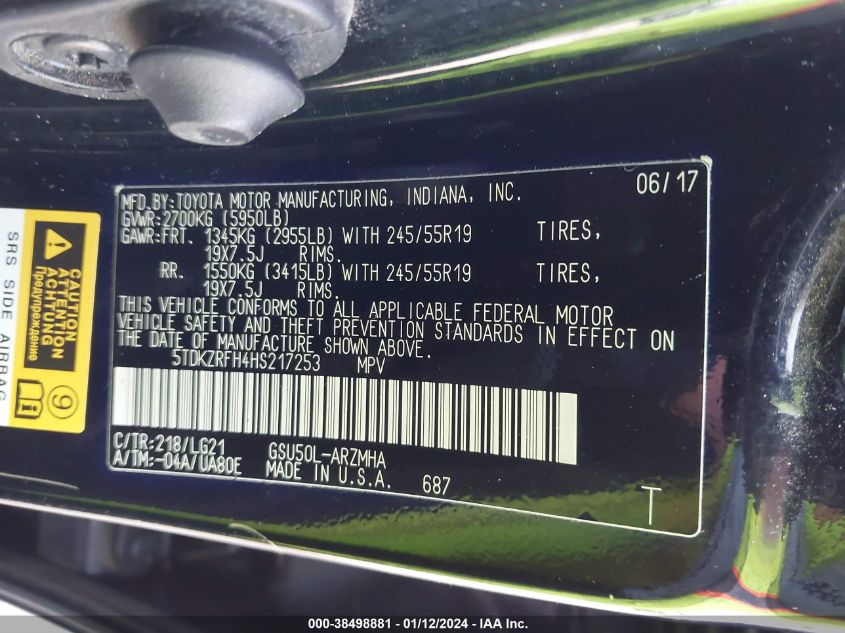 MFD.BY:TOYOTA MOTOR MANUFACTURING, INDIANA, INC. 06/17
GVWR:2700KG (5950LB)
GAWR:FRT. 1345KG (2955LB) WITH 245/55R19 TIRES,
19X7.5J RIMS.
RR. 1550KG (3415LB) WITH 245/55R19 TIRES,
19X7.5J RIMS.
THIS VEHICLE CONFORMS TO ALL APPLICABLE FEDERAL MOTOR
VEHICLE SAFETY AND THEFT PREVENTION STANDARDS IN EFFECT ON
THE DATE OF MANUFACTURE SHOWN ABOVE.
5TDKZRFH4HS217253 MPV
C/TR:218/LG21 GSU50L-ARZMHA
A/TM:-04A/UA80E MADE IN U.S.A. 687
T
SRS SIDE AIRBAG
CAUTION
ATTENTION
ACHTUNG
Предупреждение
9
000-38498881 - 01/12/2024 - IAA Inc.